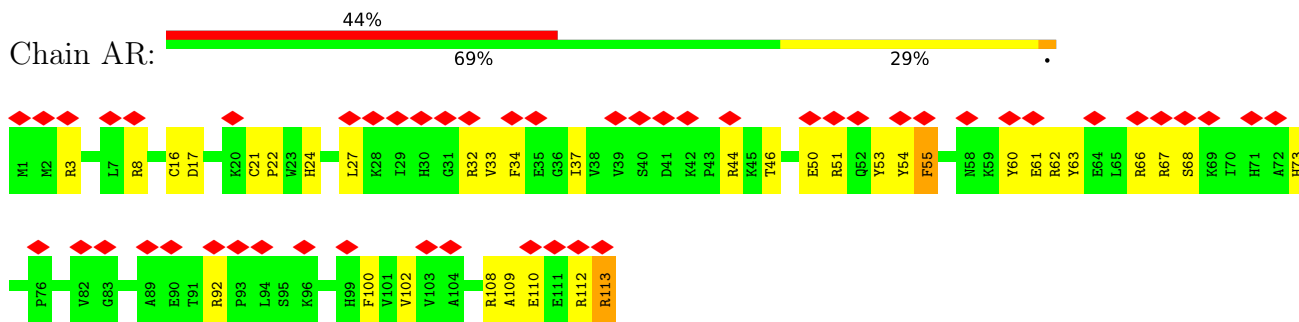 44%
Chain AR:
69% 29% •
M1 M2 R3 L7 R8 C16 D17 K20 C21 P22 W23 H24 L27 K28 I29 H30 G31 R32 V33 F34 E35 G36 I37 V38 V39 S40 D41 K42 P43 R44 K45 T46 E50 R51 Q52 Y53 Y54 F55 N58 K59 Y60 E61 R62 Y63 E64 L65 R66 R67 S68 K69 I70 H71 A72 H73
P76 V82 G83 A89 E90 T91 R92 P93 L94 S95 K96 H99 F100 V101 V102 V103 A104 R108 A109 E110 E111 R112 R113